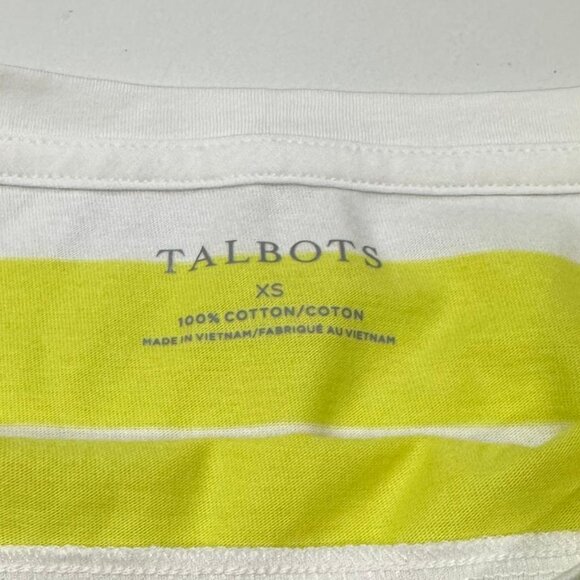 TALBOTS
XS
100% COTTON/COTON
MADE IN VIETNAM/FABRIQUÉ AU VIETNAM